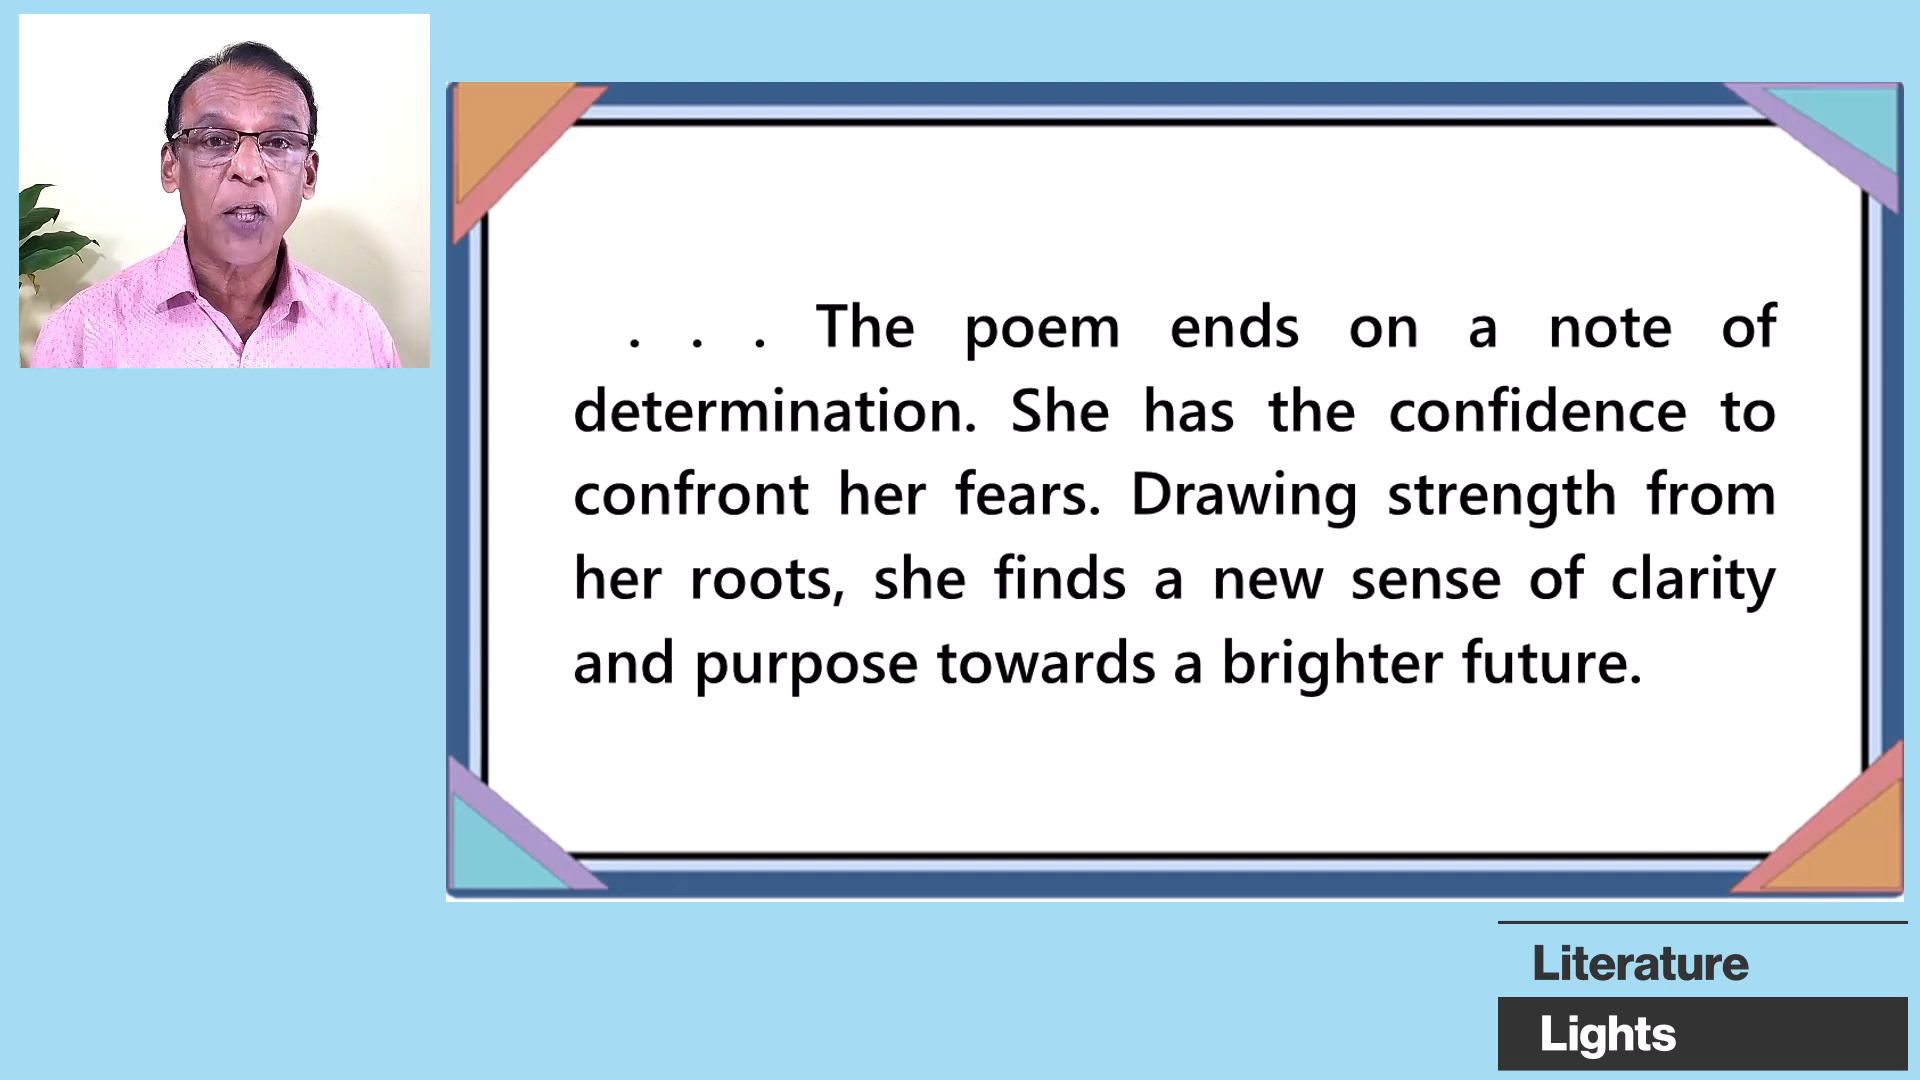 . . . The poem ends on a note of
determination. She has the confidence to
confront her fears. Drawing strength from
her roots, she finds a new sense of clarity
and purpose towards a brighter future.
Literature
Lights